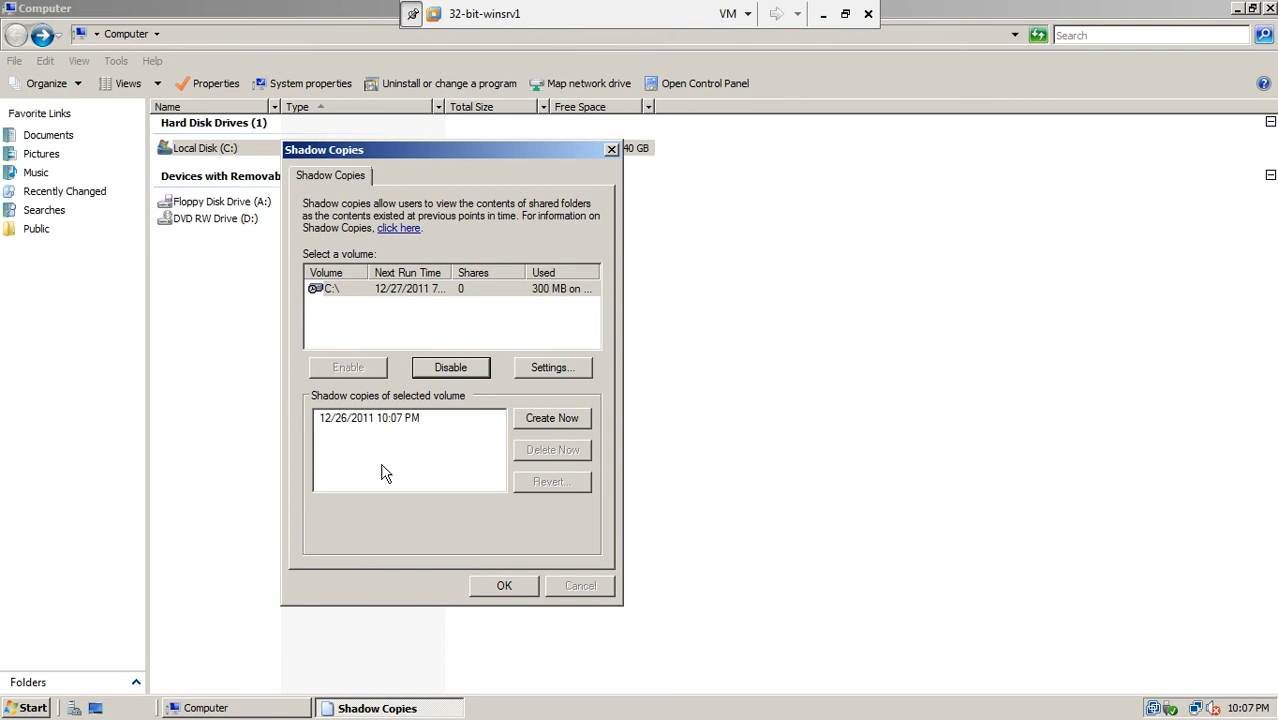 Computer
32-bit-winsrv1
VM
Computer
Search
File Edit View Tools Help
Organize Views Properties System properties Uninstall or change a program Map network drive Open Control Panel
Favorite Links
Documents
Pictures
Music
Recently Changed
Searches
Public
Folders
Name Type Total Size Free Space
Hard Disk Drives (1)
Local Disk (C:) 40 GB
Devices with Removab
Floppy Disk Drive (A:)
DVD RW Drive (D:)
Shadow Copies
Shadow Copies
Shadow copies allow users to view the contents of shared folders
as the contents existed at previous points in time. For information on
Shadow Copies, click here.
Select a volume:
Volume Next Run Time Shares Used
C:\ 12/27/2011 7... 0 300 MB on ...
Enable Disable Settings...
Shadow copies of selected volume
12/26/2011 10:07 PM
Create Now
Delete Now
Revert...
OK Cancel
Start Computer Shadow Copies 10:07 PM